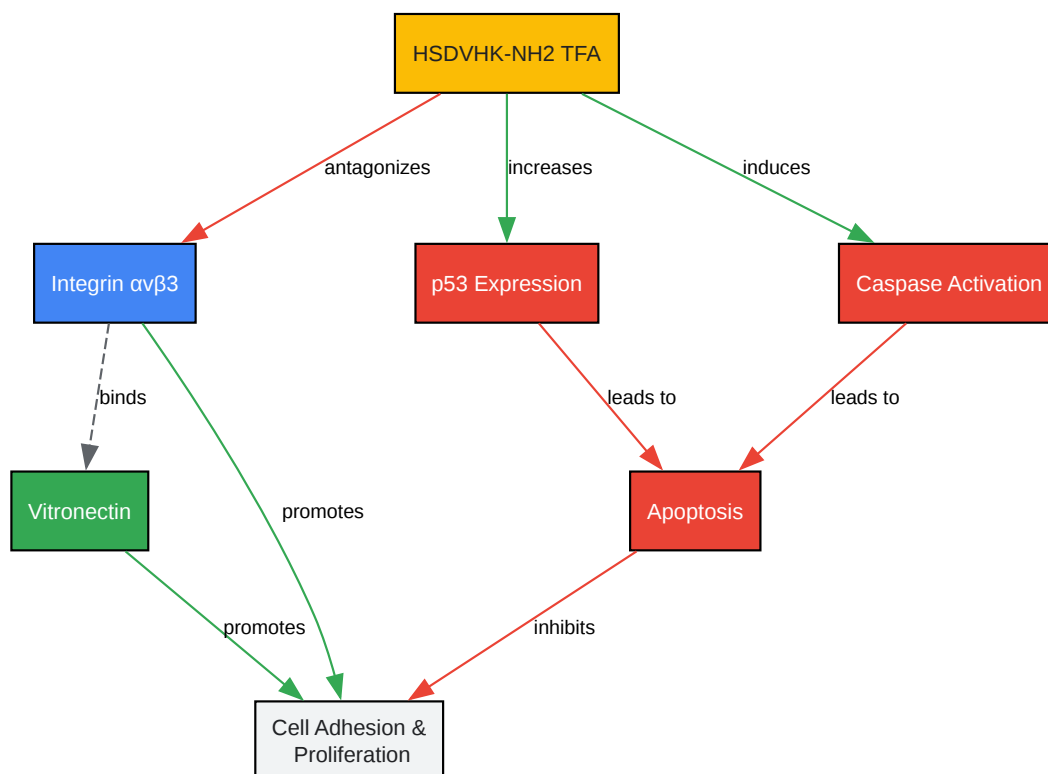 HSDVHK-NH2 TFA
antagonizes
increases
induces
Integrin αvβ3
p53 Expression
Caspase Activation
binds
leads to
leads to
Vitronectin
promotes
Apoptosis
promotes
inhibits
Cell Adhesion &
Proliferation